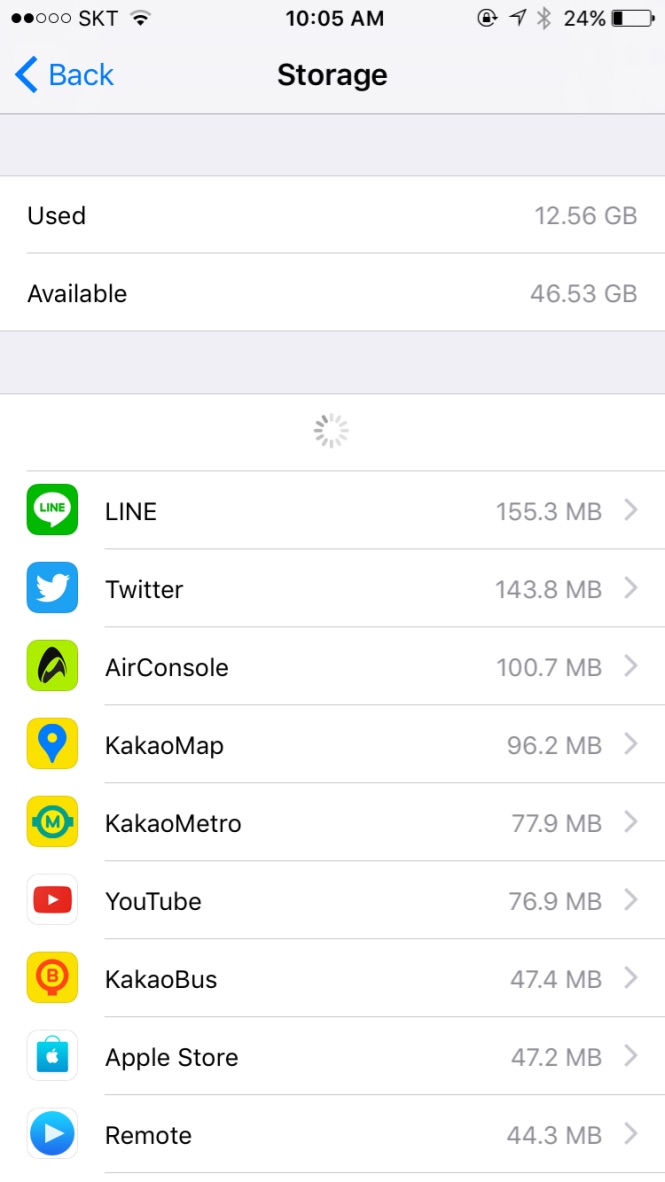 SKT 10:05 AM 24%
Back Storage
Used 12.56 GB
Available 46.53 GB
LINE LINE 155.3 MB
Twitter 143.8 MB
AirConsole 100.7 MB
KakaoMap 96.2 MB
M KakaoMetro 77.9 MB
YouTube 76.9 MB
B KakaoBus 47.4 MB
Apple Store 47.2 MB
Remote 44.3 MB